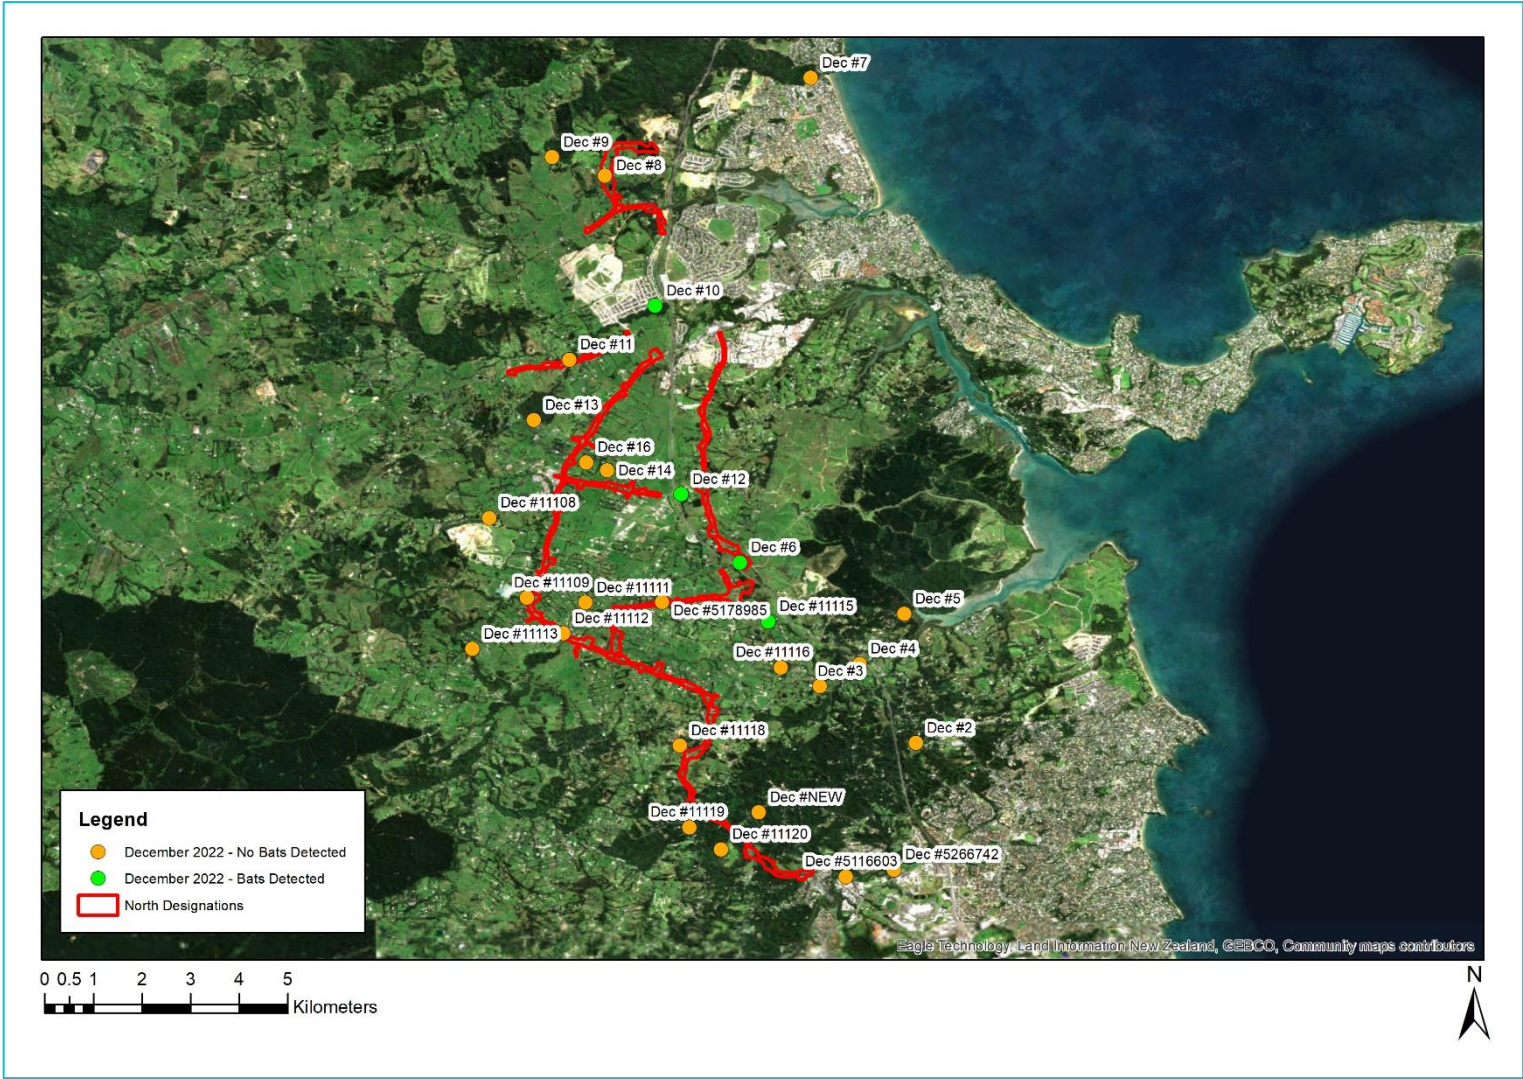 Dec #7
Dec #9
Dec #8
Dec #10
Dec #11
Dec #13
Dec #16
Dec #14
Dec #12
Dec #11108
Dec #6
Dec #11109
Dec #11111
Dec #5178985
Dec #11115
Dec #5
Dec #11112
Dec #11113
Dec #11116
Dec #4
Dec #3
Dec #11118
Dec #2
Dec #NEW
Dec #11119
Dec #11120
Dec #5116603
Dec #5266742
Legend
December 2022 - No Bats Detected
December 2022 - Bats Detected
North Designations
Eagle Technology, Land Information New Zealand, GEBCO, Community maps contributors
0 0.5 1 2 3 4 5
Kilometers
N